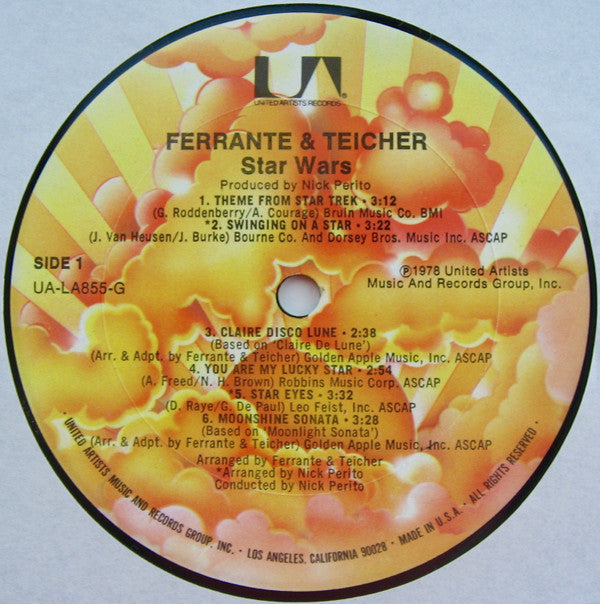 UA®
UNITED ARTISTS RECORDS
FERRANTE & TEICHER
Star Wars
Produced by Nick Perito
1. THEME FROM STAR TREK • 3:12
(G. Roddenberry/A. Courage) Bruin Music Co. BMI
*2. SWINGING ON A STAR • 3:22
(J. Van Heusen/J. Burke) Bourne Co. And Dorsey Bros. Music Inc. ASCAP
SIDE 1
UA-LA855-G
℗1978 United Artists
Music And Records Group, Inc.
3. CLAIRE DISCO LUNE • 2:38
(Based on 'Claire De Lune')
(Arr. & Adpt. by Ferrante & Teicher) Golden Apple Music, Inc. ASCAP
4. YOU ARE MY LUCKY STAR • 2:54
(A. Freed/N. H. Brown) Robbins Music Corp. ASCAP
*5. STAR EYES • 3:32
(D. Raye/G. De Paul) Leo Feist, Inc. ASCAP
6. MOONSHINE SONATA • 3:28
(Based on 'Moonlight Sonata')
(Arr. & Adpt. by Ferrante & Teicher) Golden Apple Music, Inc. ASCAP
Arranged by Ferrante & Teicher
*Arranged by Nick Perito
Conducted by Nick Perito
• UNITED ARTISTS MUSIC AND RECORDS GROUP, INC. • LOS ANGELES, CALIFORNIA 90028 • MADE IN U.S.A. • ALL RIGHTS RESERVED •